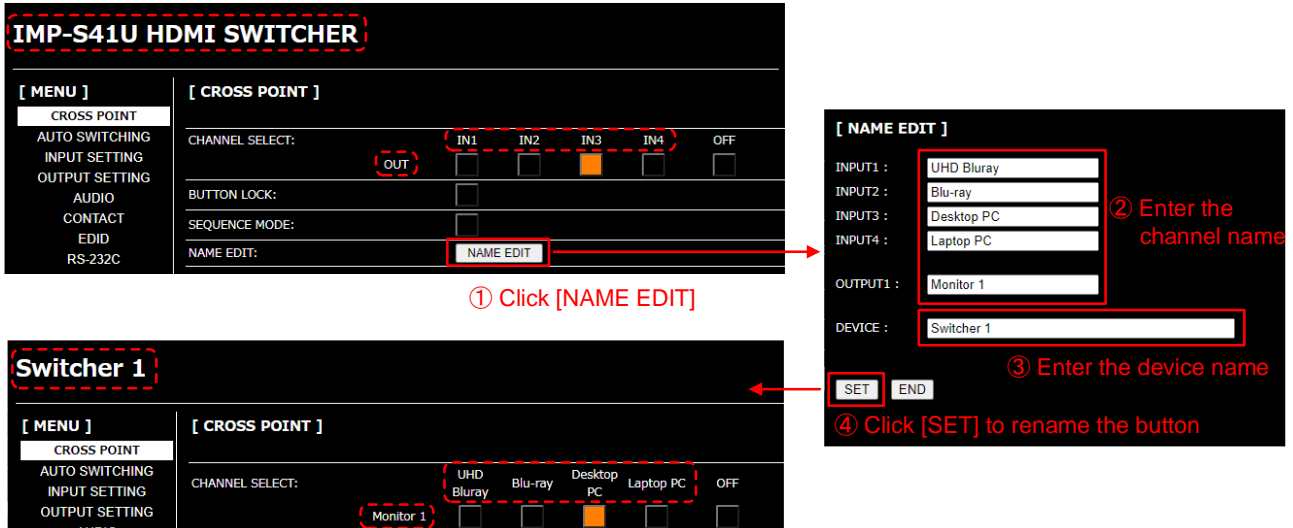 IMP-S41U HDMI SWITCHER
[ MENU ]
CROSS POINT
AUTO SWITCHING
INPUT SETTING
OUTPUT SETTING
AUDIO
CONTACT
EDID
RS-232C
[ CROSS POINT ]
CHANNEL SELECT:
IN1 IN2 IN3 IN4 OFF
OUT
BUTTON LOCK:
SEQUENCE MODE:
NAME EDIT: NAME EDIT
① Click [NAME EDIT]
[ NAME EDIT ]
INPUT1 : UHD Bluray
INPUT2 : Blu-ray
INPUT3 : Desktop PC
INPUT4 : Laptop PC
② Enter the
channel name
OUTPUT1 : Monitor 1
DEVICE : Switcher 1
③ Enter the device name
SET END
④ Click [SET] to rename the button
Switcher 1
[ MENU ]
CROSS POINT
AUTO SWITCHING
INPUT SETTING
OUTPUT SETTING
[ CROSS POINT ]
CHANNEL SELECT:
UHD
Bluray
Blu-ray
Desktop
PC
Laptop PC
OFF
Monitor 1